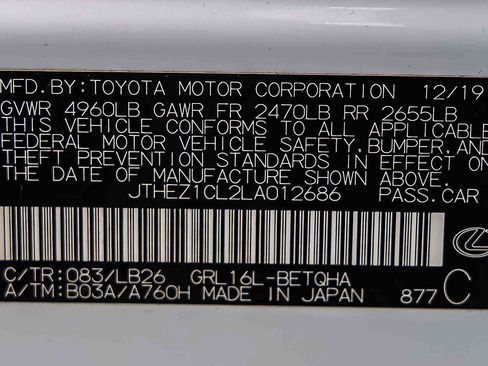 MFD.BY:TOYOTA MOTOR CORPORATION 12/19
GVWR 4960LB GAWR FR 2470LB RR 2655LB
THIS VEHICLE CONFORMS TO ALL APPLICABLE
FEDERAL MOTOR VEHICLE SAFETY,BUMPER,AND
THEFT PREVENTION STANDARDS IN EFFECT ON
THE DATE OF MANUFACTURE SHOWN ABOVE.
JTHEZ1CL2LA012686 PASS.CAR
C/TR:083/LB26 GRL16L-BETQHA
A/TM:B03A/A760H MADE IN JAPAN 877 C